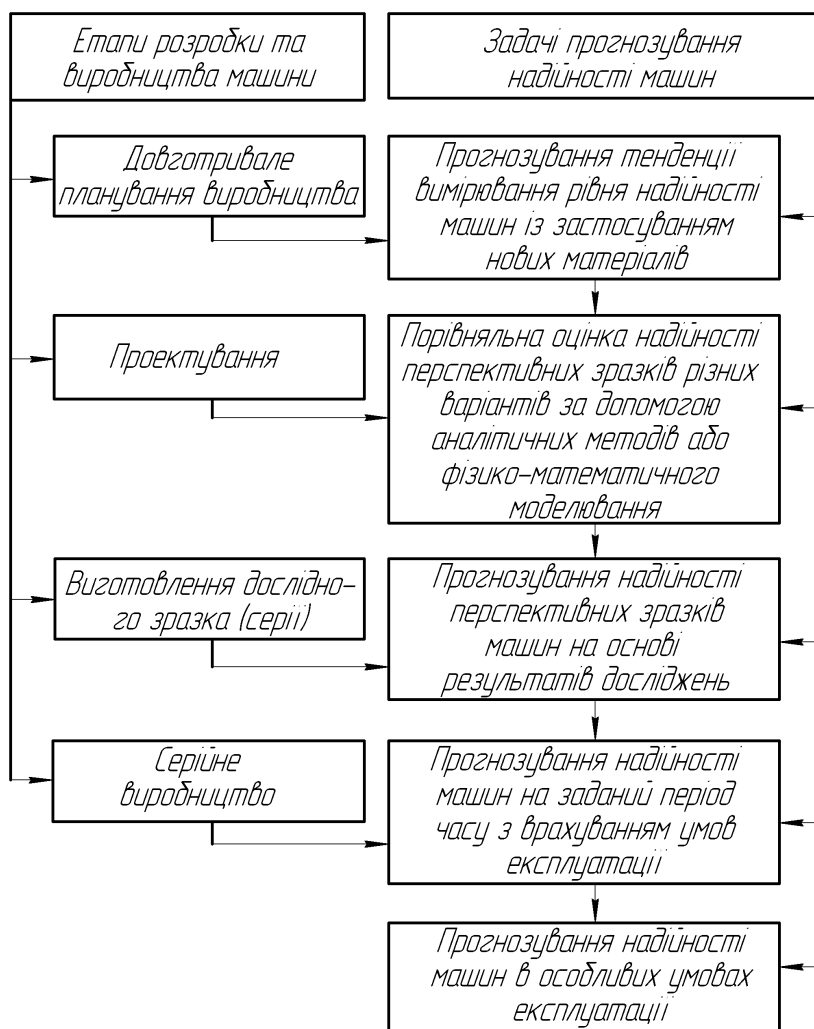 Етапи розробки та
виробництва машини
Задачі прогнозування
надійності машин
Довготривале
планування виробництва
Прогнозування тенденції
вимірювання рівня надійності
машин із застосуванням
нових матеріалів
Проектування
Порівняльна оцінка надійності
перспективних зразків різних
варіантів за допомогою
аналітичних методів або
фізико-математичного
моделювання
Виготовлення дослідно-
го зразка (серії)
Прогнозування надійності
перспективних зразків
машин на основі
результатів досліджень
Серійне
виробництво
Прогнозування надійності
машин на заданий період
часу з врахуванням умов
експлуатації
Прогнозування надійності
машин в особливих умовах
експлуатації